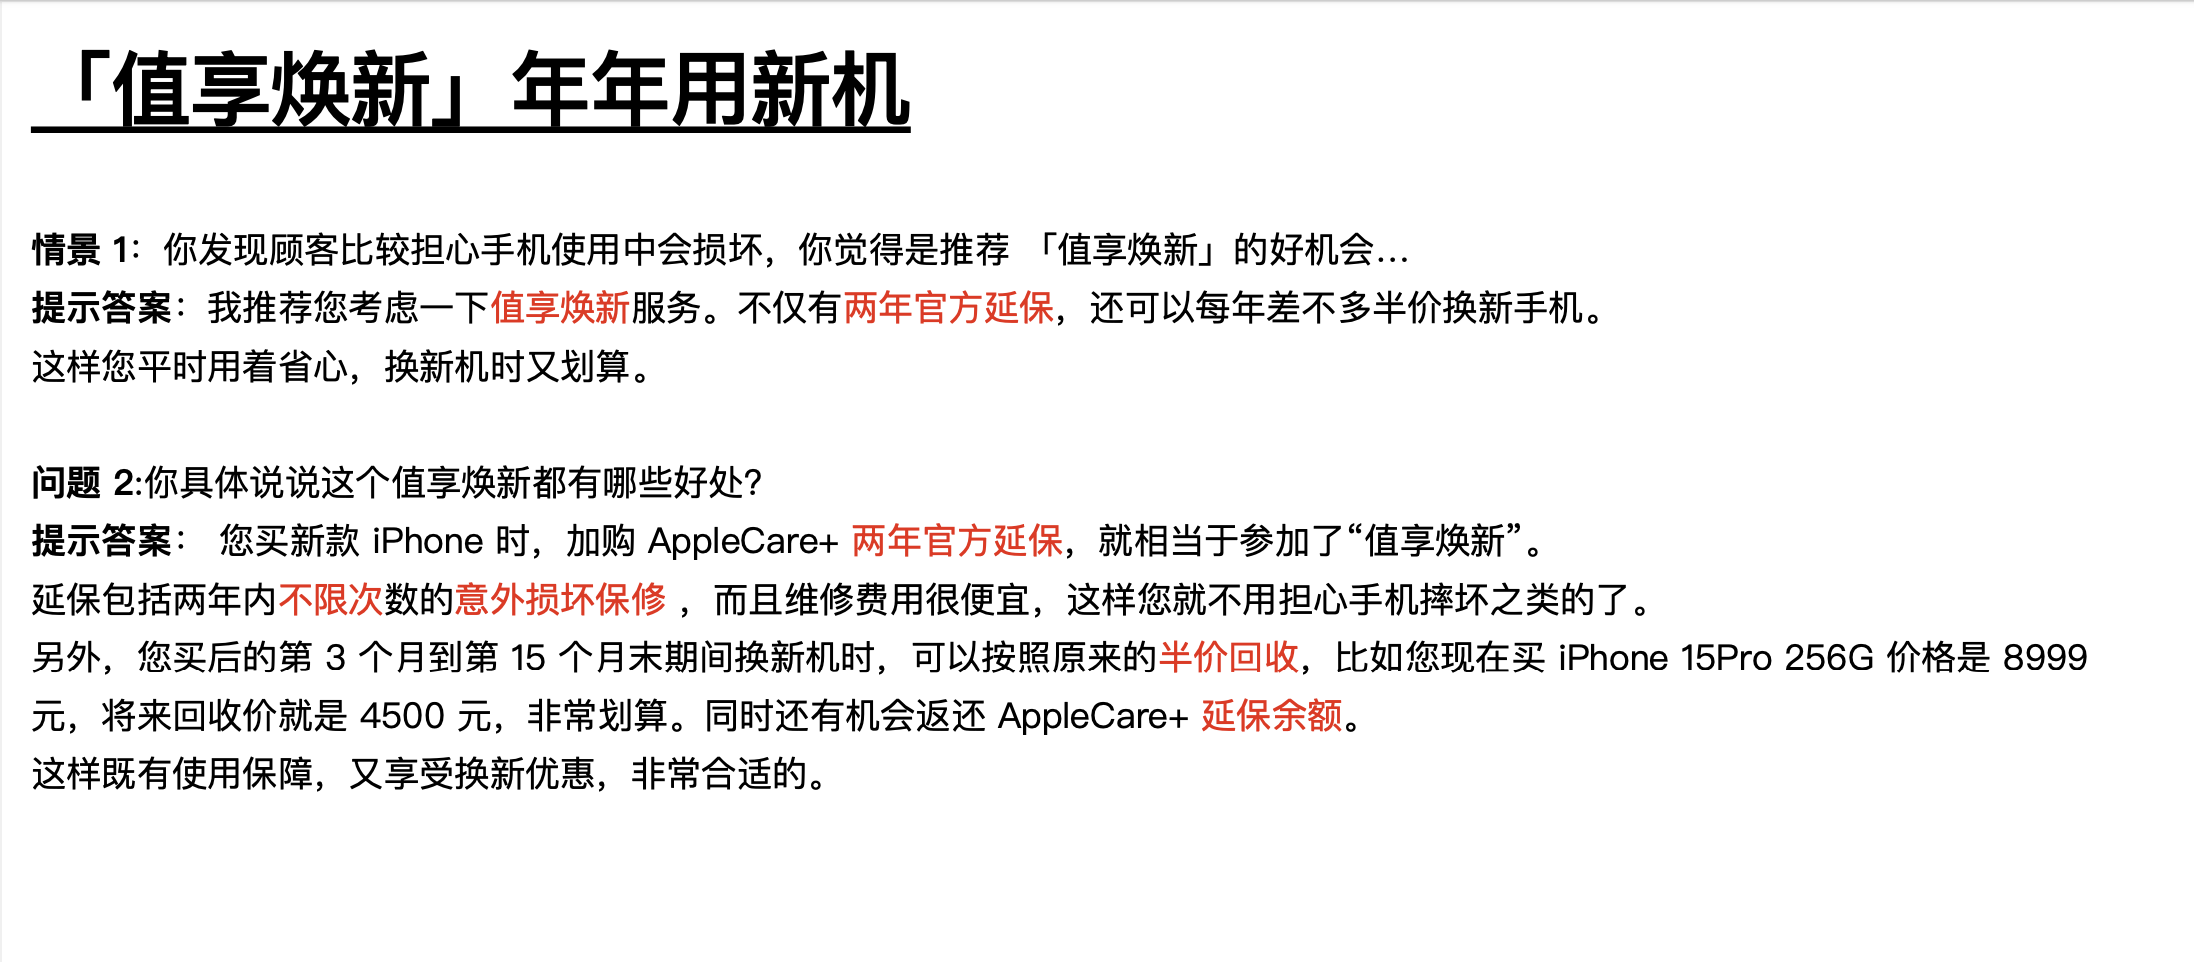 「值享焕新」年年用新机
情景 1：你发现顾客比较担心手机使用中会损坏，你觉得是推荐 「值享焕新」的好机会...
提示答案：我推荐您考虑一下值享焕新服务。不仅有两年官方延保，还可以每年差不多半价换新手机。
这样您平时用着省心，换新机时又划算。
问题 2:你具体说说这个值享焕新都有哪些好处？
提示答案： 您买新款 iPhone 时，加购 AppleCare+ 两年官方延保，就相当于参加了“值享焕新”。
延保包括两年内不限次数的意外损坏保修 ，而且维修费用很便宜，这样您就不用担心手机摔坏之类的了。
另外，您买后的第 3 个月到第 15 个月末期间换新机时，可以按照原来的半价回收，比如您现在买 iPhone 15Pro 256G 价格是 8999
元，将来回收价就是 4500 元，非常划算。同时还有机会返还 AppleCare+ 延保余额。
这样既有使用保障，又享受换新优惠，非常合适的。